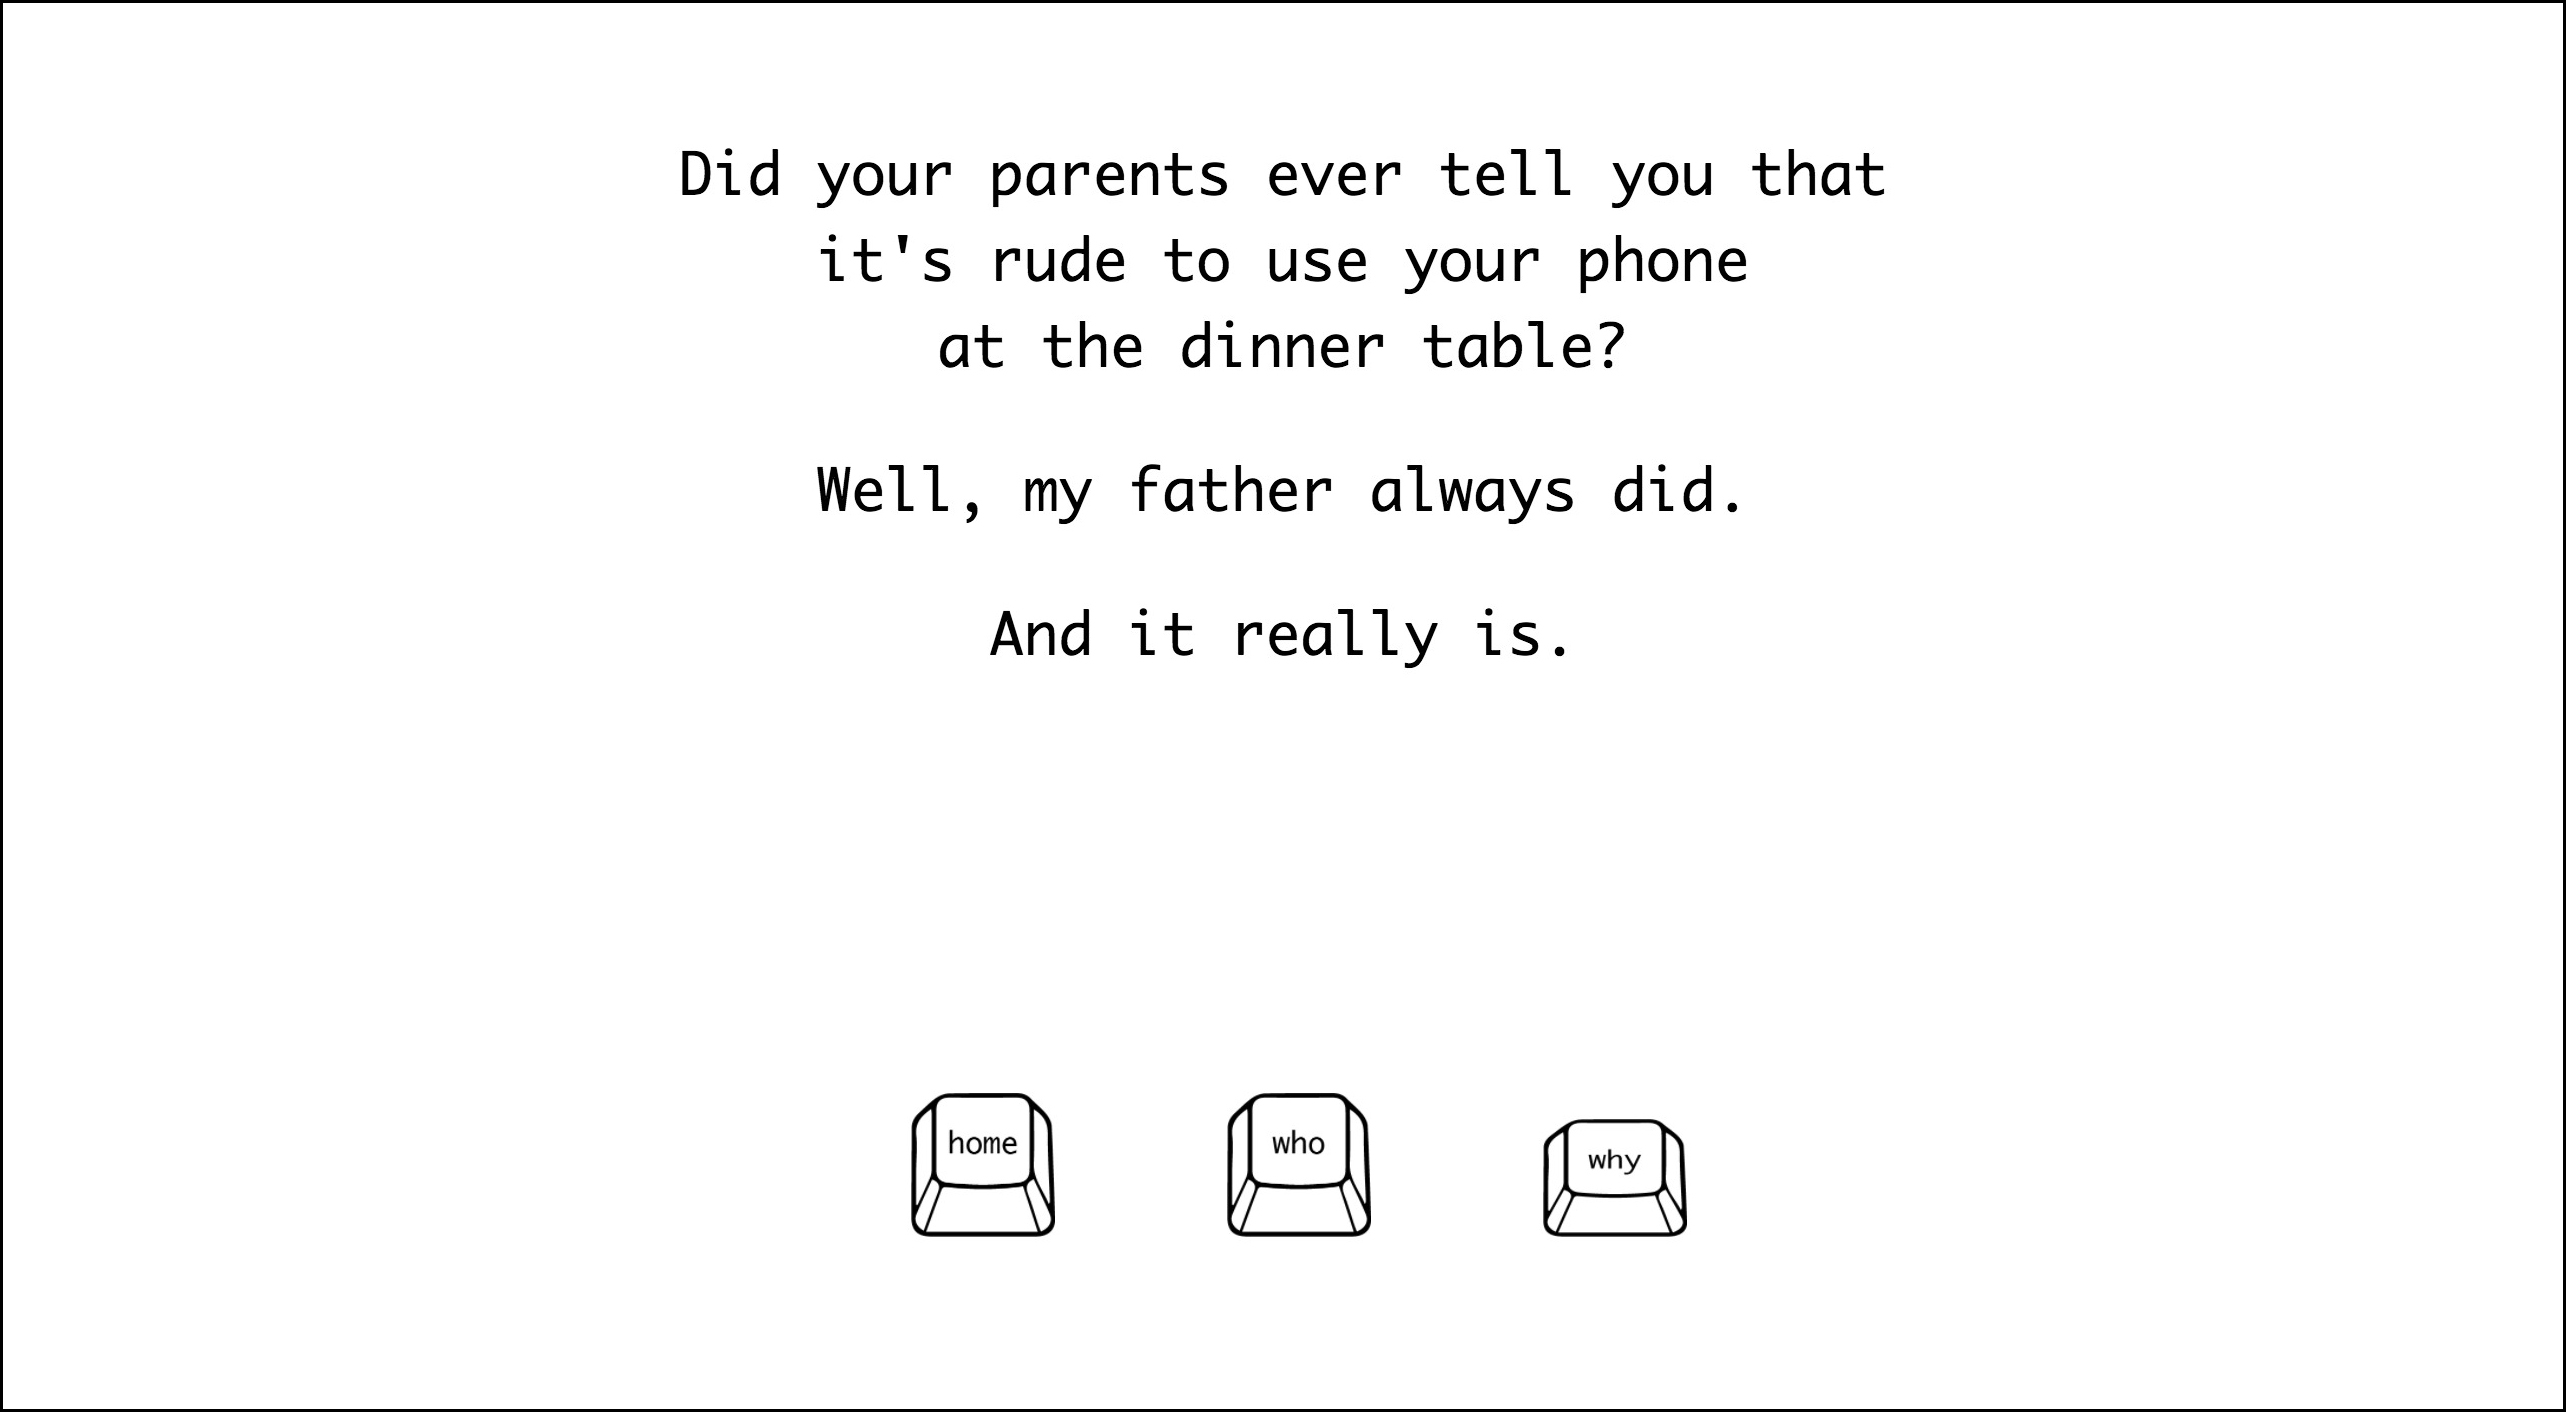 Did your parents ever tell you that
it's rude to use your phone
at the dinner table?
Well, my father always did.
And it really is.
home
who
why